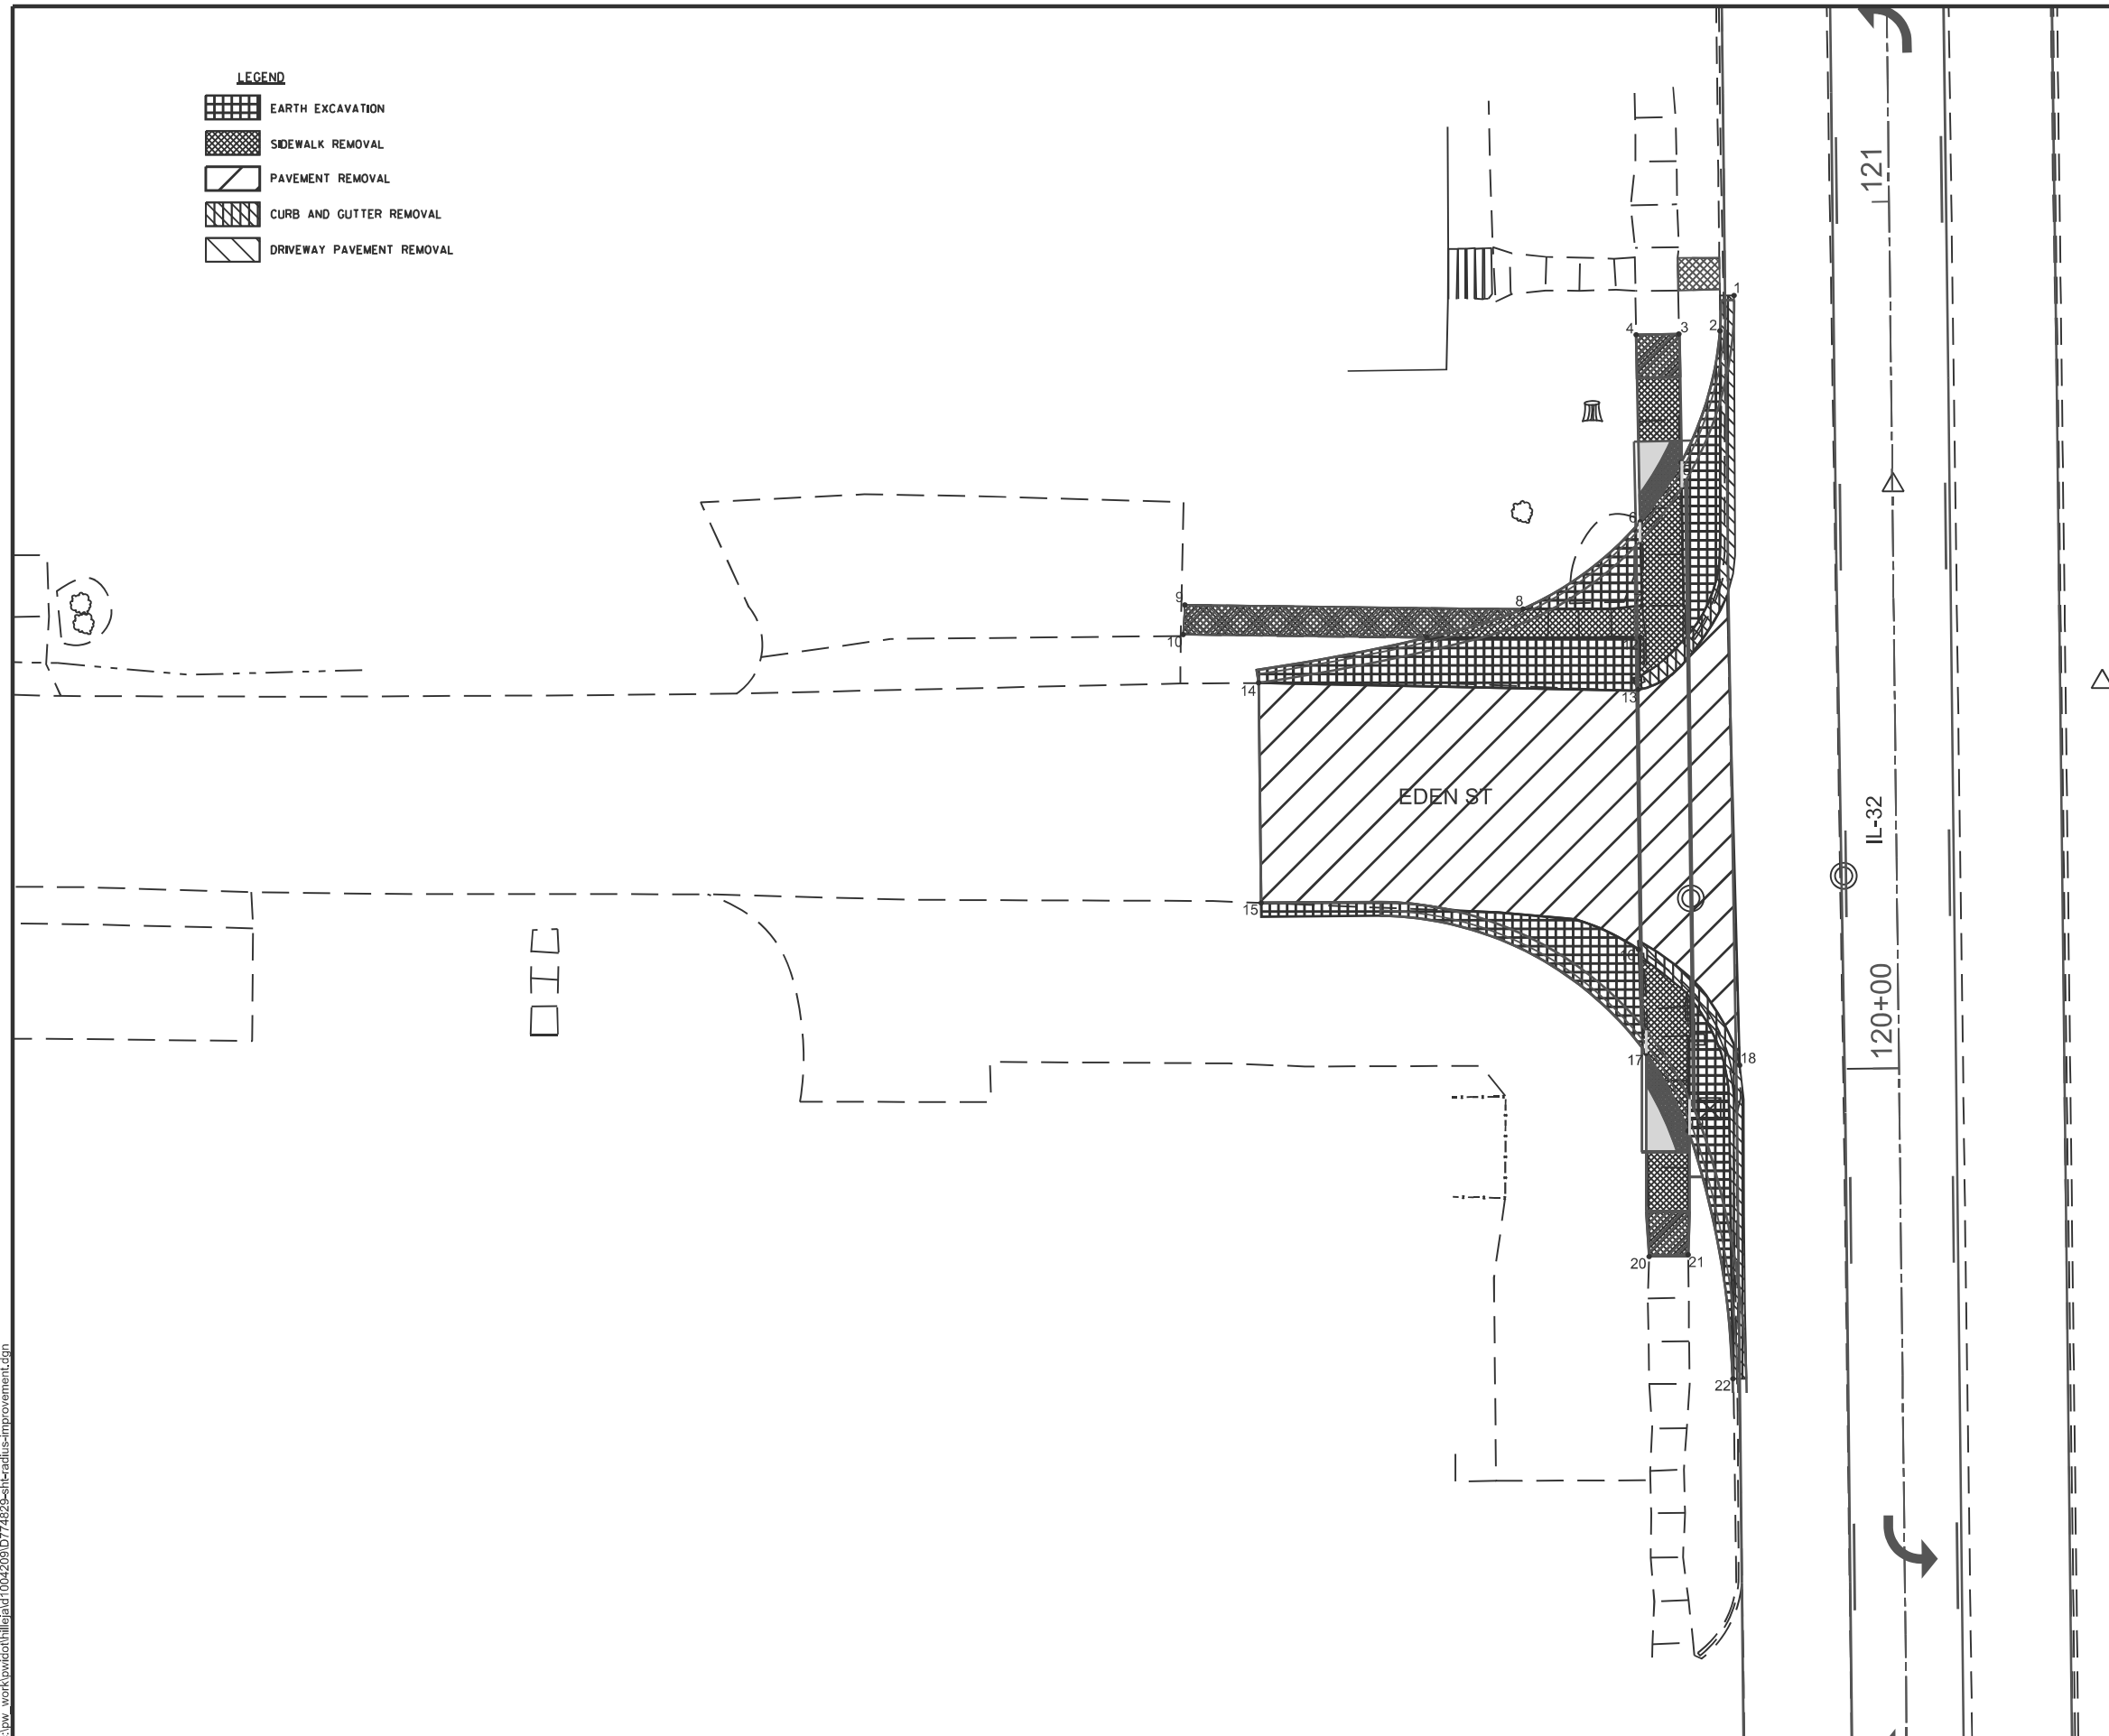 LEGEND
EARTH EXCAVATION
SIDEWALK REMOVAL
PAVEMENT REMOVAL
CURB AND GUTTER REMOVAL
DRIVEWAY PAVEMENT REMOVAL
121
1
2
3
4
6
8
9
10
13
14
EDEN ST
IL-32
15
16
120+00
17
18
20
21
22